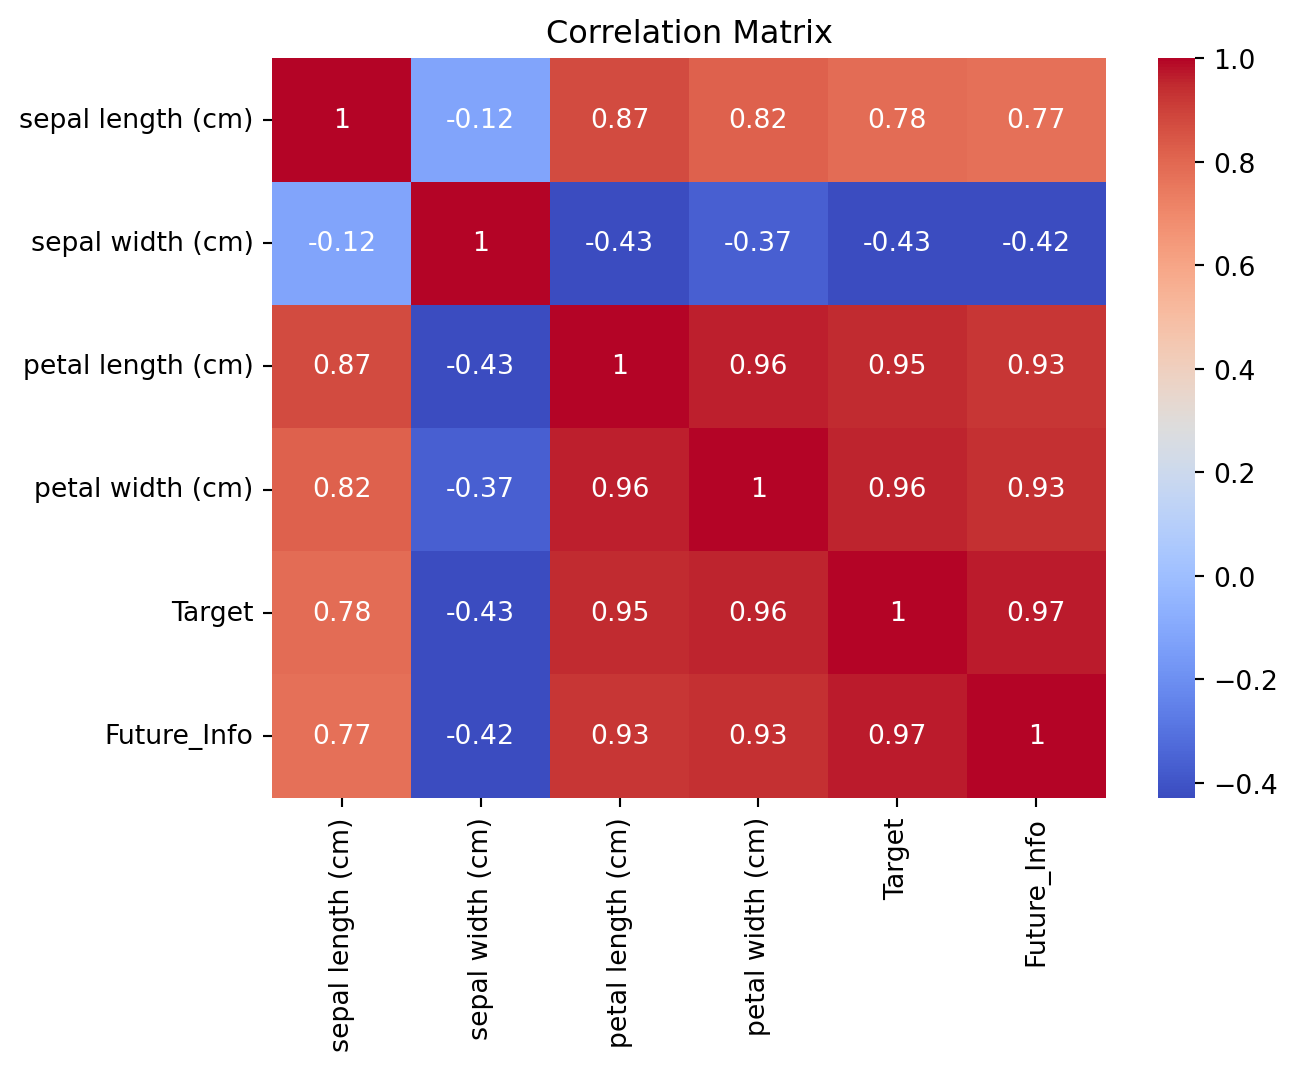 Correlation Matrix
sepal length (cm) 1 -0.12 0.87 0.82 0.78 0.77
sepal width (cm) -0.12 1 -0.43 -0.37 -0.43 -0.42
petal length (cm) 0.87 -0.43 1 0.96 0.95 0.93
petal width (cm) 0.82 -0.37 0.96 1 0.96 0.93
Target 0.78 -0.43 0.95 0.96 1 0.97
Future_Info 0.77 -0.42 0.93 0.93 0.97 1
sepal length (cm)
sepal width (cm)
petal length (cm)
petal width (cm)
Target
Future_Info
1.0
0.8
0.6
0.4
0.2
0.0
−0.2
−0.4